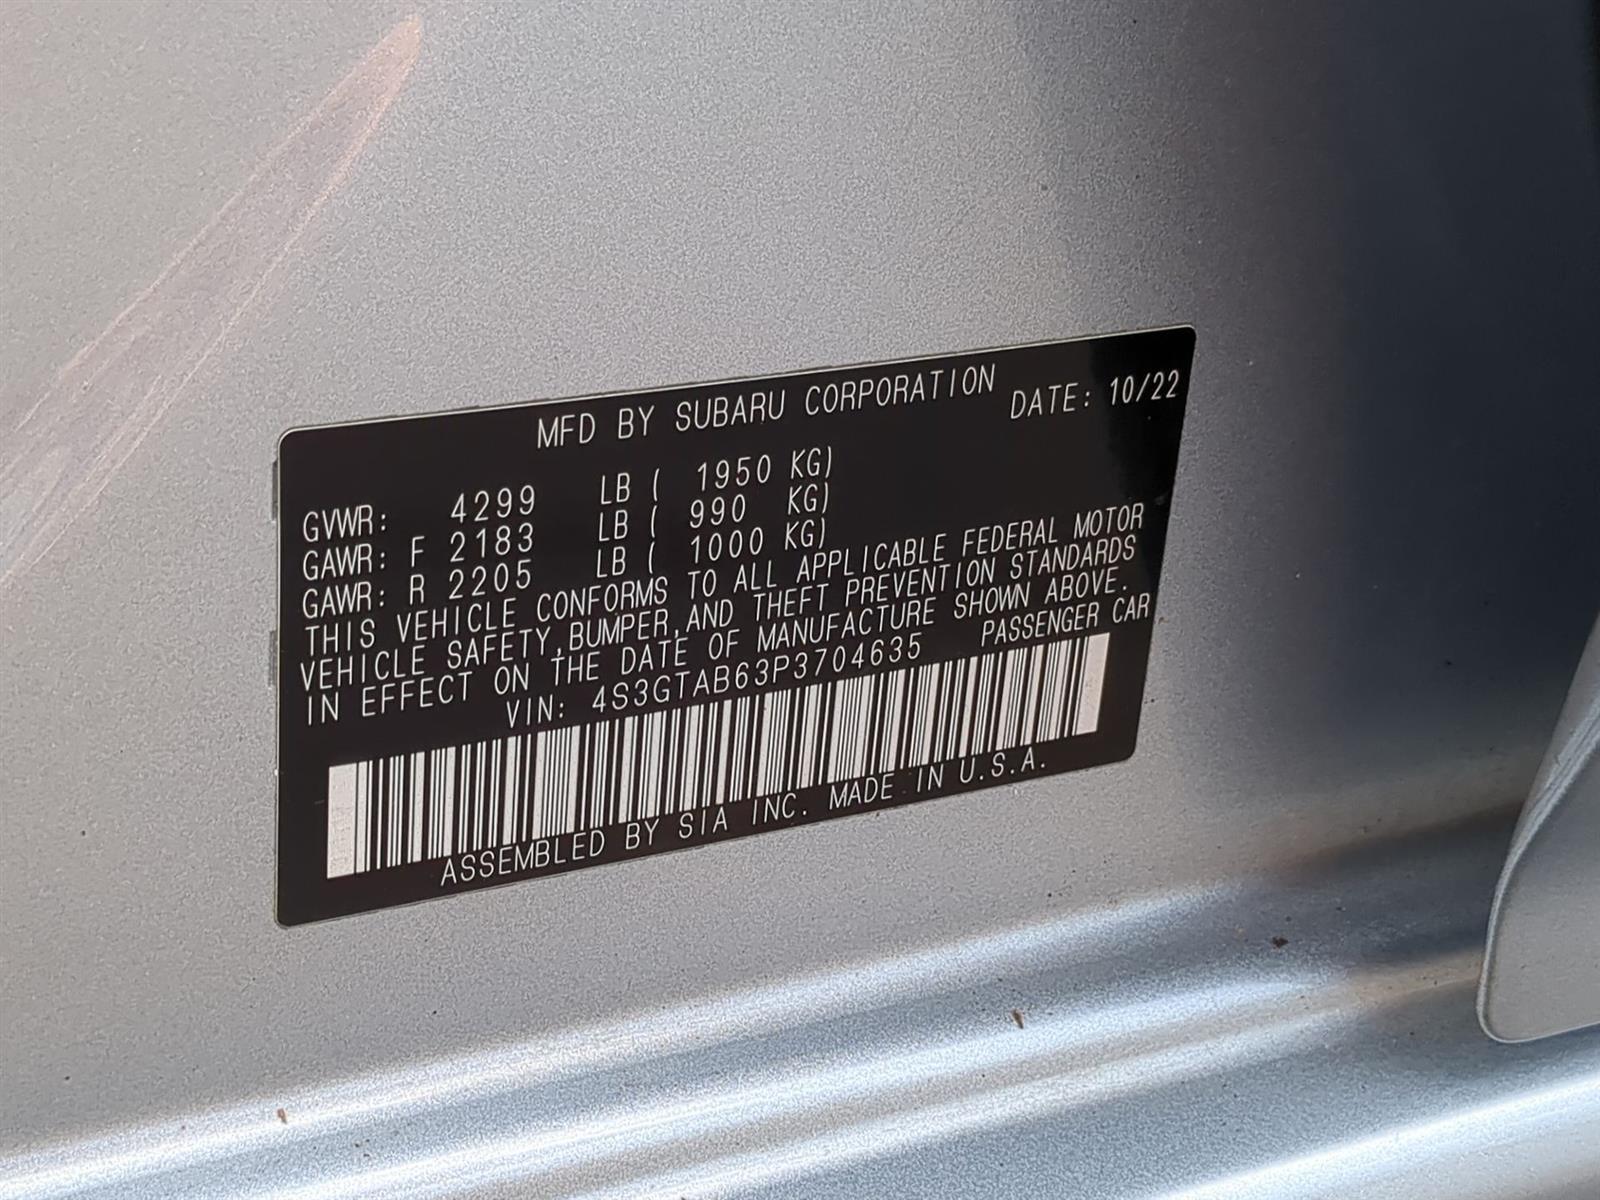 MFD BY SUBARU CORPORATION DATE: 10/22
GVWR: 4299 LB ( 1950 KG)
GAWR: F 2183 LB ( 990 KG)
GAWR: R 2205 LB ( 1000 KG)
THIS VEHICLE CONFORMS TO ALL APPLICABLE FEDERAL MOTOR
VEHICLE SAFETY,BUMPER,AND THEFT PREVENTION STANDARDS
IN EFFECT ON THE DATE OF MANUFACTURE SHOWN ABOVE.
VIN: 4S3GTAB63P3704635 PASSENGER CAR
ASSEMBLED BY SIA INC. MADE IN U.S.A.